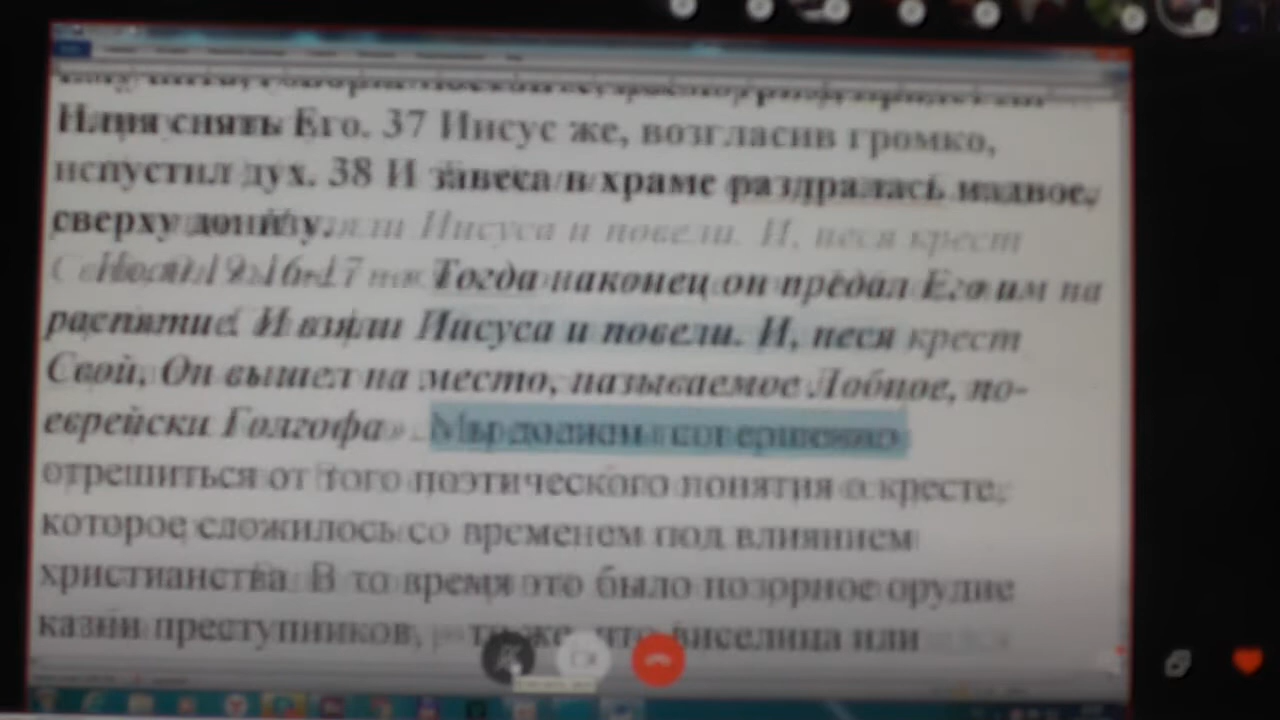 Илия снять Его. 37 Иисус же, возгласив громко,
испустил дух. 38 И завеса в храме раздралась надвое,
сверху донизу.
Тогда наконец он предал Его им на
распятие. И взяли Иисуса и повели. И, неся крест
Свой, Он вышел на место, называемое Лобное, по-
еврейски Голгофа».. Мы должны совершенно
отрешиться от того поэтического понятия о кресте,
которое сложилось со временем под влиянием
христианства. В то время это было позорное орудие
казни преступников, то же, что виселица или